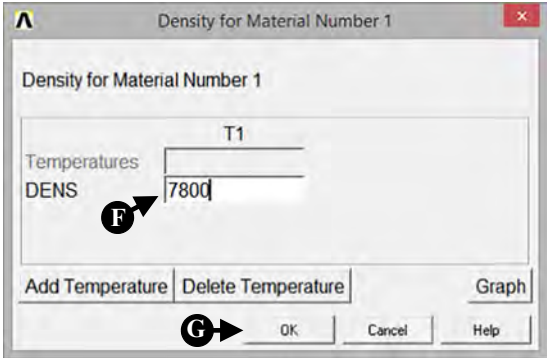 Density for Material Number 1
Density for Material Number 1
T1
Temperatures
DENS 7800
F
Add Temperature Delete Temperature Graph
G OK Cancel Help